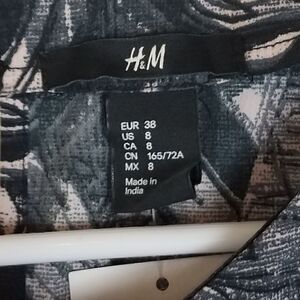 H&M
EUR 38
US 8
CA 8
CN 165/72A
MX 8
Made in
India